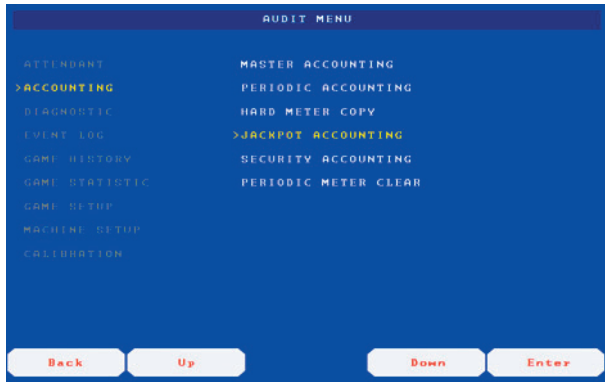 AUDIT MENU
ATTENDANT
>ACCOUNTING
DIAGNOSTIC
EVENT LOG
GAME HISTORY
GAME STATISTIC
GAME SETUP
MACHINE SETUP
CALIBRATION
MASTER ACCOUNTING
PERIODIC ACCOUNTING
HARD METER COPY
>JACKPOT ACCOUNTING
SECURITY ACCOUNTING
PERIODIC METER CLEAR
Back Up Down Enter